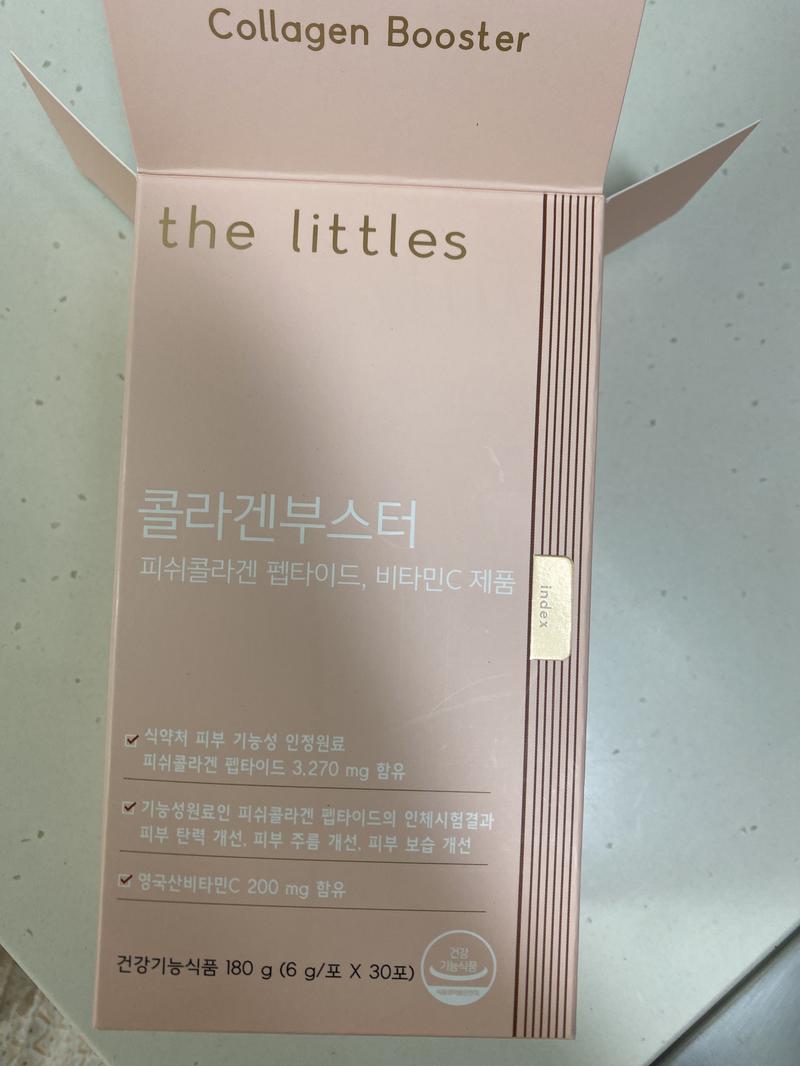 Collagen Booster
the littles
콜라겐부스터
피쉬콜라겐 펩타이드, 비타민C 제품
index
식약처 피부 기능성 인정원료
피쉬콜라겐 펩타이드 3,270 mg 함유
기능성원료인 피쉬콜라겐 펩타이드의 인체시험결과
피부 탄력 개선, 피부 주름 개선, 피부 보습 개선
영국산비타민C 200 mg 함유
건강기능식품 180 g (6 g/포 X 30포)
건강
기능식품